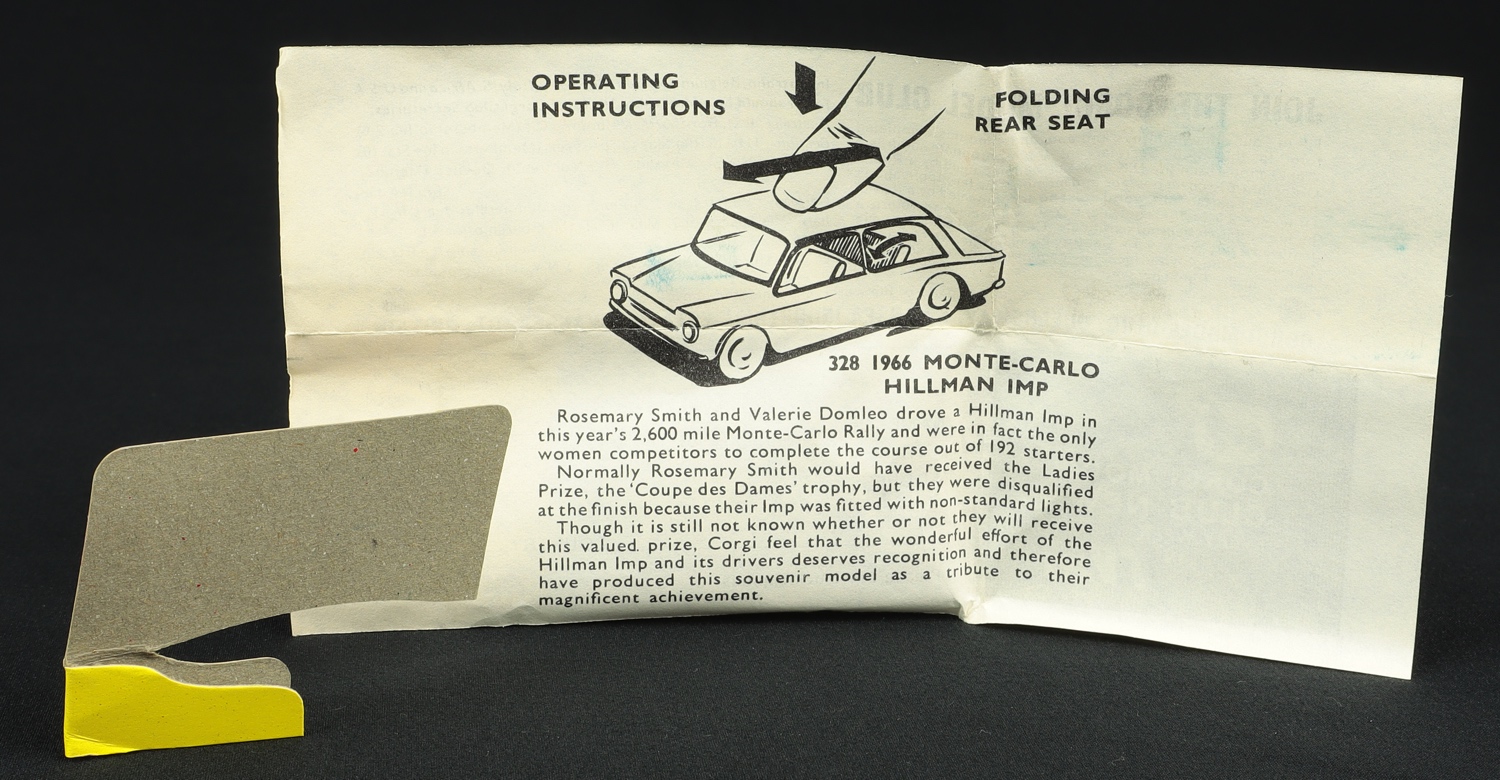 OPERATING
INSTRUCTIONS
FOLDING
REAR SEAT
328 1966 MONTE-CARLO
HILLMAN IMP
Rosemary Smith and Valerie Domleo drove a Hillman Imp in
this year's 2,600 mile Monte-Carlo Rally and were in fact the only
women competitors to complete the course out of 192 starters.
Normally Rosemary Smith would have received the Ladies
Prize, the 'Coupe des Dames' trophy, but they were disqualified
at the finish because their Imp was fitted with non-standard lights.
Though it is still not known whether or not they will receive
this valued. prize, Corgi feel that the wonderful effort of the
Hillman Imp and its drivers deserves recognition and therefore
have produced this souvenir model as a tribute to their
magnificent achievement.